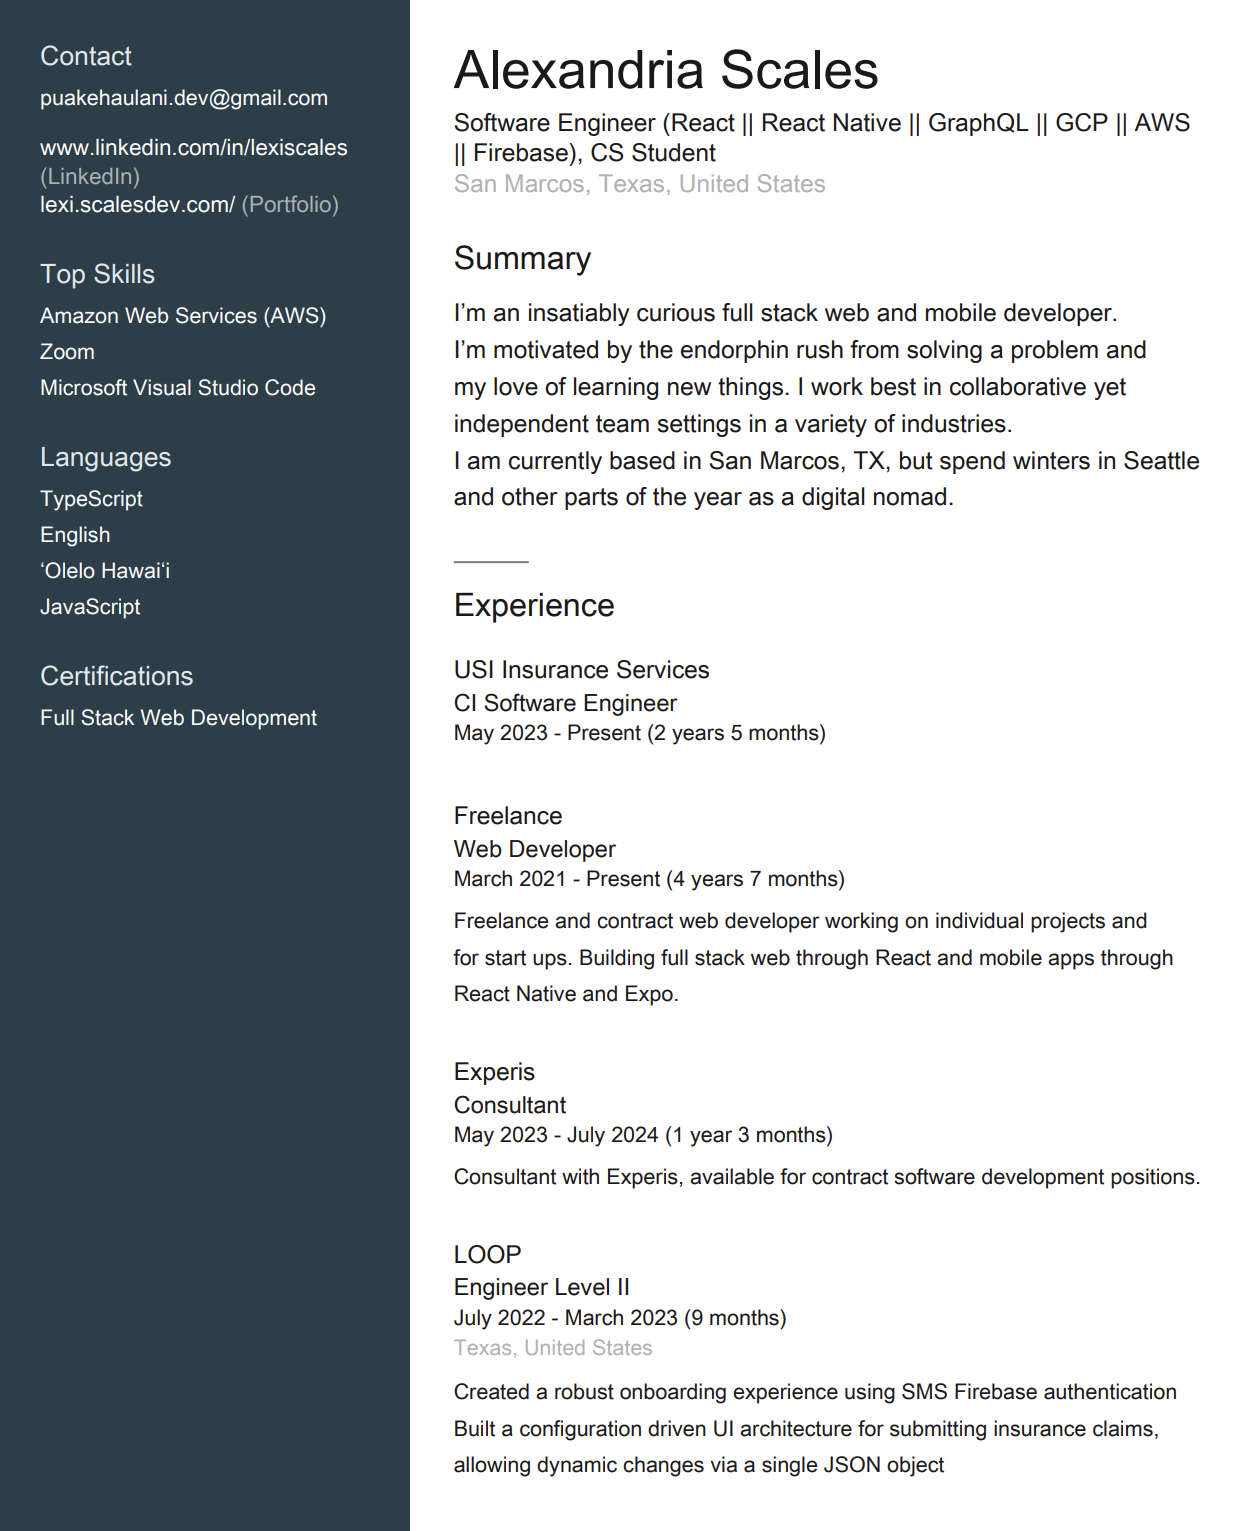 Contact
puakehaulani.dev@gmail.com
www.linkedin.com/in/lexiscales
(LinkedIn)
lexi.scalesdev.com/ (Portfolio)
Top Skills
Amazon Web Services (AWS)
Zoom
Microsoft Visual Studio Code
Languages
TypeScript
English
ʻOlelo Hawaiʻi
JavaScript
Certifications
Full Stack Web Development
Alexandria Scales
Software Engineer (React || React Native || GraphQL || GCP || AWS
|| Firebase), CS Student
San Marcos, Texas, United States
Summary
I’m an insatiably curious full stack web and mobile developer.
I’m motivated by the endorphin rush from solving a problem and
my love of learning new things. I work best in collaborative yet
independent team settings in a variety of industries.
I am currently based in San Marcos, TX, but spend winters in Seattle
and other parts of the year as a digital nomad.
Experience
USI Insurance Services
CI Software Engineer
May 2023 - Present (2 years 5 months)
Freelance
Web Developer
March 2021 - Present (4 years 7 months)
Freelance and contract web developer working on individual projects and
for start ups. Building full stack web through React and mobile apps through
React Native and Expo.
Experis
Consultant
May 2023 - July 2024 (1 year 3 months)
Consultant with Experis, available for contract software development positions.
LOOP
Engineer Level II
July 2022 - March 2023 (9 months)
Texas, United States
Created a robust onboarding experience using SMS Firebase authentication
Built a configuration driven UI architecture for submitting insurance claims,
allowing dynamic changes via a single JSON object